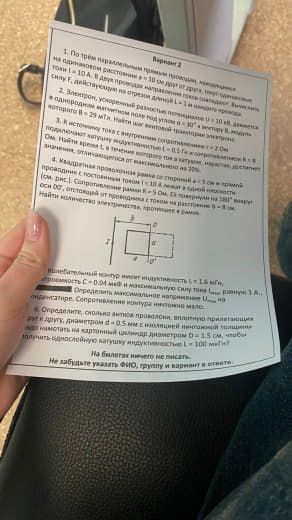 Вариант 2
1. По трём параллельным прямым проводам, находящимся
на одинаковом расстоянии a = 10 см друг от друга, текут одинаковые
токи I = 10 А. В двух проводах направления токов совпадают. Вычислить
силу F, действующую на отрезок длиной L = 1 м каждого провода.
2. Электрон, ускоренный разностью потенциалов U = 10 кВ, движется
в однородном магнитном поле под углом α = 30° к вектору B, модуль
которого B = 29 мТл. Найти шаг винтовой траектории электрона.
3. К источнику тока с внутренним сопротивлением r = 2 Ом
подключают катушку индуктивностью L = 0,5 Гн и сопротивлением R = 8
Ом. Найти время t, в течение которого ток в катушке, нарастая, достигнет
значения, отличающегося от максимального на 20%.
4. Квадратная проволочная рамка со стороной a = 5 см и прямой
проводник с постоянным током I = 10 А лежат в одной плоскости
(см. рис.). Сопротивление рамки R = 5 Ом. Её повернули на 180° вокруг
оси OO', отстоящей от проводника с током на расстояние b = 8 см.
Найти количество электричества, протёкшее в рамке.
b O
I a
a O'
Колебательный контур имеет индуктивность L = 1.6 мГн,
ёмкость C = 0.04 мкФ и максимальную силу тока Imax, равную 1 А.
Определить максимальное напряжение Umax на
конденсаторе. Сопротивление контура ничтожно мало.
6. Определите, сколько витков проволоки, вплотную прилегающих
друг к другу, диаметром d = 0.5 мм с изоляцией ничтожной толщины
надо намотать на картонный цилиндр диаметром D = 1.5 см, чтобы
получить однослойную катушку индуктивностью L = 100 мкГн?
На билетах ничего не писать.
Не забудьте указать ФИО, группу и вариант в ответе.